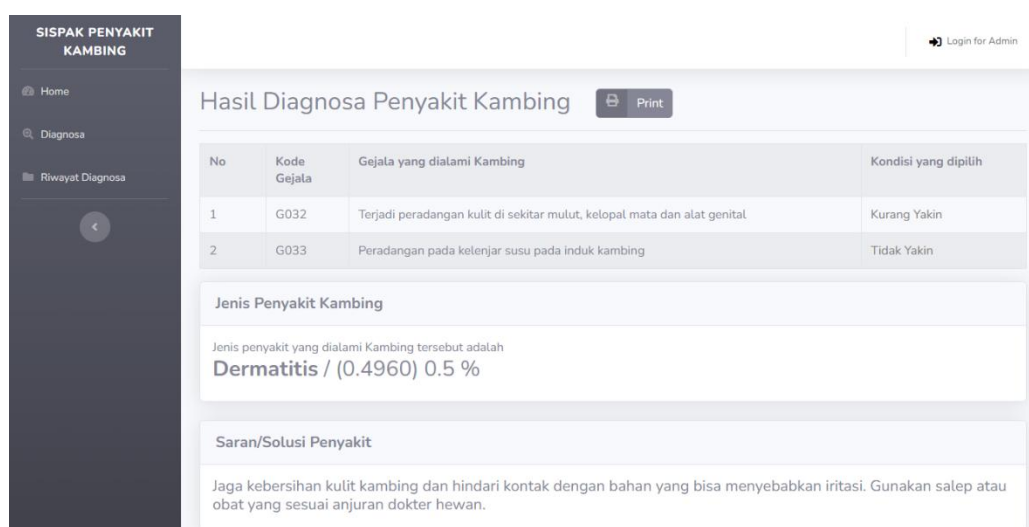 SISPAK PENYAKIT
KAMBING
Login for Admin
Home
Diagnosa
Riwayat Diagnosa
Hasil Diagnosa Penyakit Kambing Print
No Kode Gejala Gejala yang dialami Kambing Kondisi yang dipilih
1 G032 Terjadi peradangan kulit di sekitar mulut, kelopal mata dan alat genital Kurang Yakin
2 G033 Peradangan pada kelenjar susu pada induk kambing Tidak Yakin
Jenis Penyakit Kambing
Jenis penyakit yang dialami Kambing tersebut adalah
Dermatitis / (0.4960) 0.5 %
Saran/Solusi Penyakit
Jaga kebersihan kulit kambing dan hindari kontak dengan bahan yang bisa menyebabkan iritasi. Gunakan salep atau
obat yang sesuai anjuran dokter hewan.